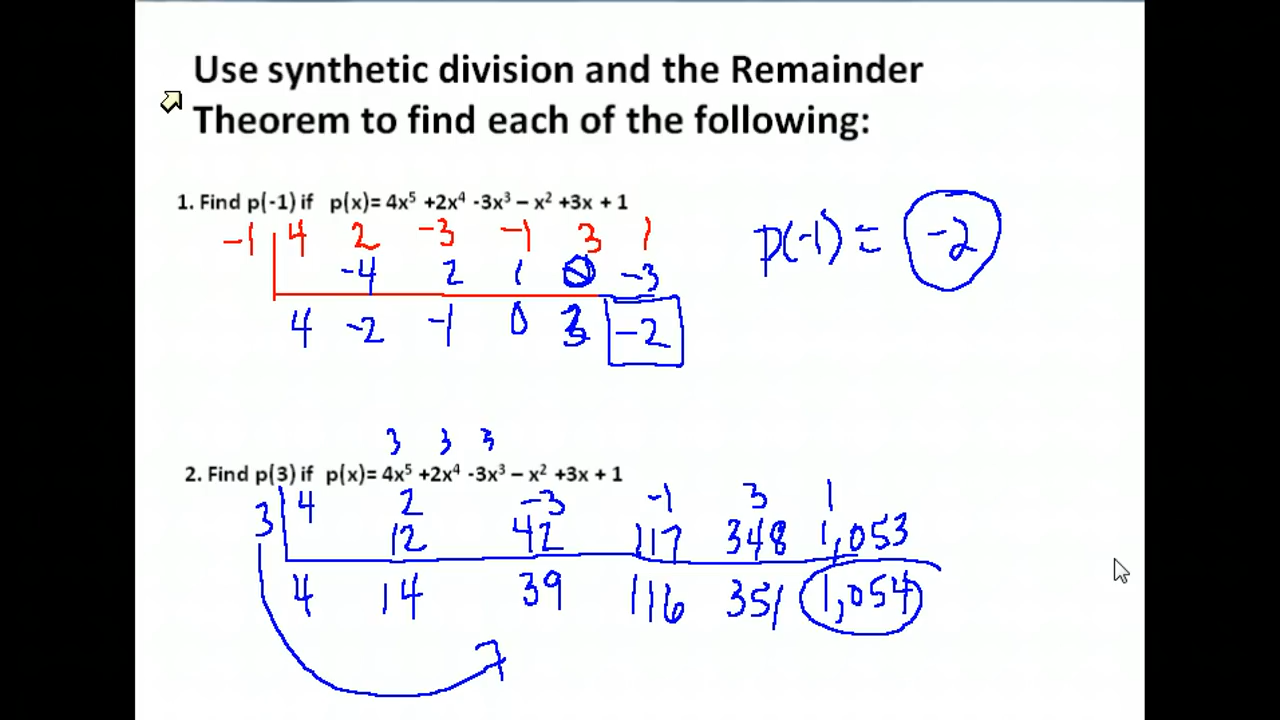 Use synthetic division and the Remainder
Theorem to find each of the following:
1. Find p(-1) if p(x)= 4x⁵ +2x⁴ -3x³ – x² +3x + 1
-1 4 2 -3 -1 3 1
-4 2 1 0 -3
4 -2 -1 0 3 -2
p(-1) = -2
3 3 3
2. Find p(3) if p(x)= 4x⁵ +2x⁴ -3x³ – x² +3x + 1
3 4 2 -3 -1 3 1
12 42 117 348 1,053
4 14 39 116 351 1,054